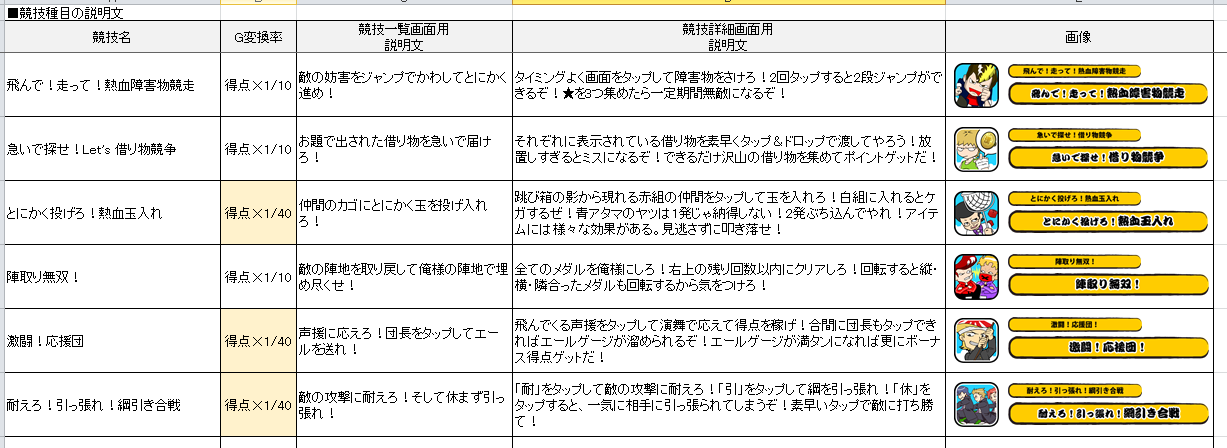 ■競技種目の説明文
競技名
G変換率
競技一覧画面用
説明文
競技詳細画面用
説明文
画像
飛んで！走って！熱血障害物競走
得点×1/10
敵の妨害をジャンプでかわしてとにかく
進め！
タイミングよく画面をタップして障害物をさけろ！2回タップすると2段ジャンプがで
きるぞ！★を3つ集めたら一定期間無敵になるぞ！
飛んで！走って！熱血障害物競走
飛んで！走って！熱血障害物競走
急いで探せ！Let's 借り物競争
得点×1/10
お題で出された借り物を急いで届け
ろ！
それぞれに表示されている借り物を素早くタップ＆ドロップで渡してやろう！放
置しすぎるとミスになるぞ！できるだけ沢山の借り物を集めてポイントゲットだ！
急いで探せ！借り物競争
急いで探せ！借り物競争
とにかく投げろ！熱血玉入れ
得点×1/40
仲間のカゴにとにかく玉を投げ入れ
ろ！
跳び箱の影から現れる赤組の仲間をタップして玉を入れろ！白組に入れるとケ
ガするぜ！青アタマのヤツは1発じゃ納得しない！2発ぶち込んでやれ！アイテ
ムには様々な効果がある。見逃さずに叩き落せ！
とにかく投げろ！熱血玉入れ
とにかく投げろ！熱血玉入れ
陣取り無双！
得点×1/10
敵の陣地を取り戻して俺様の陣地で埋
め尽くせ！
全てのメダルを俺様にしろ！右上の残り回数以内にクリアしろ！回転すると縦・
横・隣合ったメダルも回転するから気をつけろ！
陣取り無双！
陣取り無双！
激闘！応援団
得点×1/40
声援に応えろ！団長をタップしてエー
ルを送れ！
飛んでくる声援をタップして演舞で応えて得点を稼げ！合間に団長もタップでき
ればエールゲージが溜められるぞ！エールゲージが満タンになれば更にボーナ
ス得点ゲットだ！
激闘！応援団！
激闘！応援団！
耐えろ！引っ張れ！綱引き合戦
得点×1/40
敵の攻撃に耐えろ！そして休まず引っ
張れ！
「耐」をタップして敵の攻撃に耐えろ！「引」をタップして綱を引っ張れ！「休」を
タップすると、一気に相手に引っ張られてしまうぞ！素早いタップで敵に打ち勝
て！
耐えろ！引っ張れ！綱引き合戦
耐えろ！引っ張れ！綱引き合戦